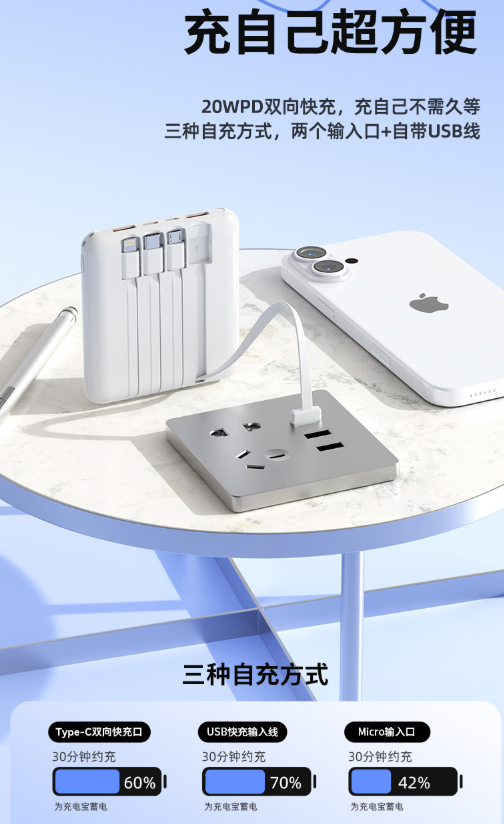 充自己超方便
20WPD双向快充，充自己不需久等
三种自充方式，两个输入口+自带USB线
三种自充方式
Type-C双向快充口
USB快充输入线
Micro输入口
30分钟约充
30分钟约充
30分钟约充
60%
70%
42%
为充电宝蓄电
为充电宝蓄电
为充电宝蓄电